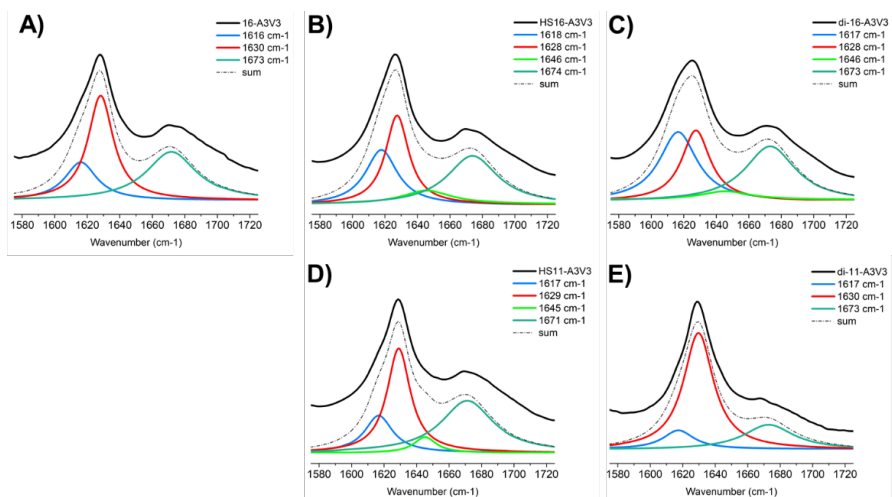 A)
16-A3V3
1616 cm-1
1630 cm-1
1673 cm-1
sum
1580 1600 1620 1640 1660 1680 1700 1720
Wavenumber (cm-1)
B)
HS16-A3V3
1618 cm-1
1628 cm-1
1646 cm-1
1674 cm-1
sum
1580 1600 1620 1640 1660 1680 1700 1720
Wavenumber (cm-1)
C)
di-16-A3V3
1617 cm-1
1628 cm-1
1646 cm-1
1673 cm-1
sum
1580 1600 1620 1640 1660 1680 1700 1720
Wavenumber (cm-1)
D)
HS11-A3V3
1617 cm-1
1629 cm-1
1645 cm-1
1671 cm-1
sum
1580 1600 1620 1640 1660 1680 1700 1720
Wavenumber (cm-1)
E)
di-11-A3V3
1617 cm-1
1630 cm-1
1673 cm-1
sum
1580 1600 1620 1640 1660 1680 1700 1720
Wavenumber (cm-1)